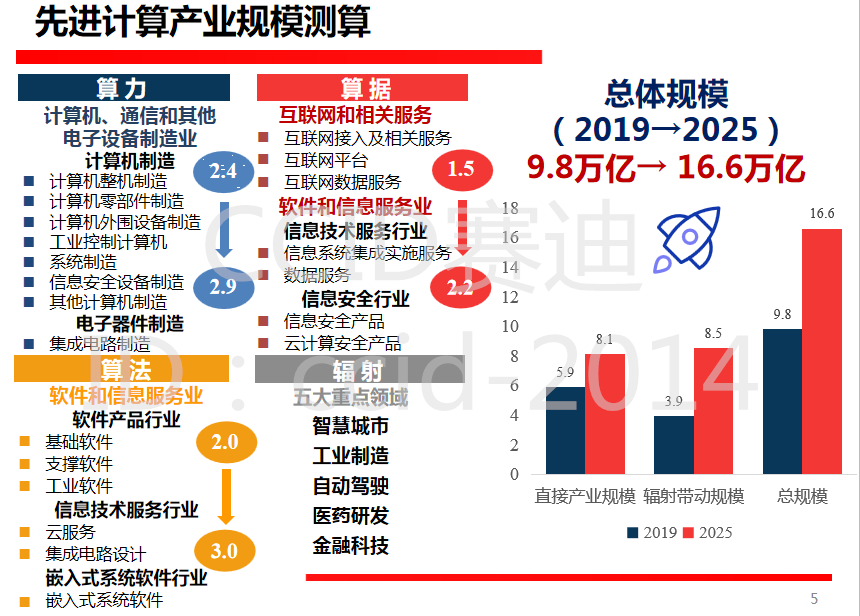 先进计算产业规模测算
算 力
计算机、通信和其他
电子设备制造业
计算机制造
计算机整机制造
计算机零部件制造
计算机外围设备制造
工业控制计算机
系统制造
信息安全设备制造
其他计算机制造
电子器件制造
集成电路制造
2.4
2.9
算 据
互联网和相关服务
互联网接入及相关服务
互联网平台
互联网数据服务
软件和信息服务业
信息技术服务行业
信息系统集成实施服务
数据服务
信息安全行业
信息安全产品
云计算安全产品
1.5
2.2
算 法
软件和信息服务业
软件产品行业
基础软件
支撑软件
工业软件
信息技术服务行业
云服务
集成电路设计
嵌入式系统软件行业
嵌入式系统软件
2.0
3.0
辐 射
五大重点领域
智慧城市
工业制造
自动驾驶
医药研发
金融科技
总体规模
（2019→2025）
9.8万亿→ 16.6万亿
18
16
14
12
10
8
6
4
2
0
5.9
8.1
3.9
8.5
9.8
16.6
直接产业规模 辐射带动规模 总规模
2019 2025
CCID赛迪
ID：ccid-2014
5